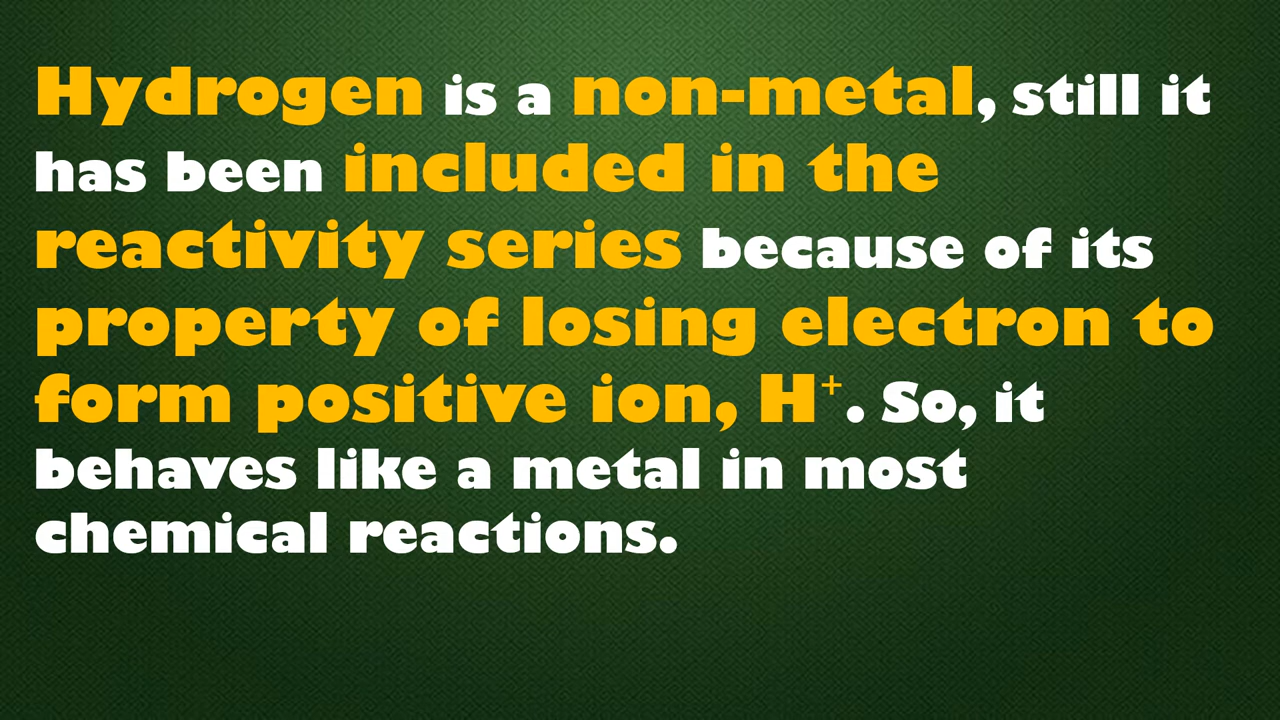 Hydrogen is a non-metal, still it
has been included in the
reactivity series because of its
property of losing electron to
form positive ion, H⁺. So, it
behaves like a metal in most
chemical reactions.